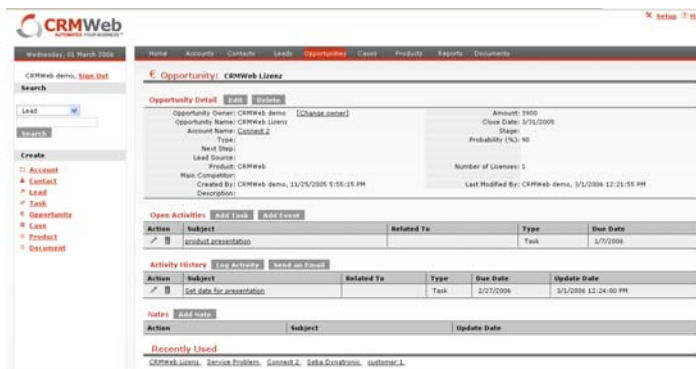 CRMWeb
AUTOMATES YOUR BUSINESS
Setup
Wednesday, 01 March 2006
Home Accounts Contacts Leads Opportunities Cases Products Reports Documents
CRMWeb demo, Sign Out
€ Opportunity: CRMWeb Lizenz
Search
Lead
Search
Opportunity Detail Edit Delete
Opportunity Owner: CRMWeb demo [Change owner] Amount: 3900
Opportunity Name: CRMWeb Lizenz Close Date: 3/31/2005
Account Name: Connect 2 Stage:
Type: Probability (%): 90
Next Step:
Lead Source:
Product: CRMWeb Number of Licenses: 1
Main Competitor:
Created By: CRMWeb demo, 11/25/2005 5:55:15 PM Last Modified By: CRMWeb demo, 3/1/2006 12:21:55 PM
Description:
Create
Account
Contact
Lead
Task
€ Opportunity
Case
Product
Document
Open Activities Add Task Add Event
Action Subject Related To Type Due Date
product presentation Task 1/7/2006
Activity History Log Activity Send an Email
Action Subject Related To Type Due Date Update Date
Set date for presentation Task 2/27/2006 3/1/2006 12:24:00 PM
Notes Add Note
Action Subject Update Date
Recently Used
CRMWeb Lizenz, Service Problem, Connect 2, Seba Dynatronic, customer 1,